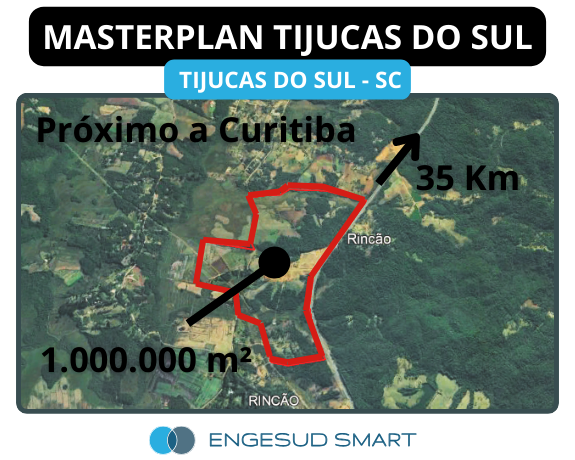 MASTERPLAN TIJUCAS DO SUL
TIJUCAS DO SUL - SC
Próximo a Curitiba
35 Km
Rincão
1.000.000 m²
RINCÃO
ENGESUD SMART